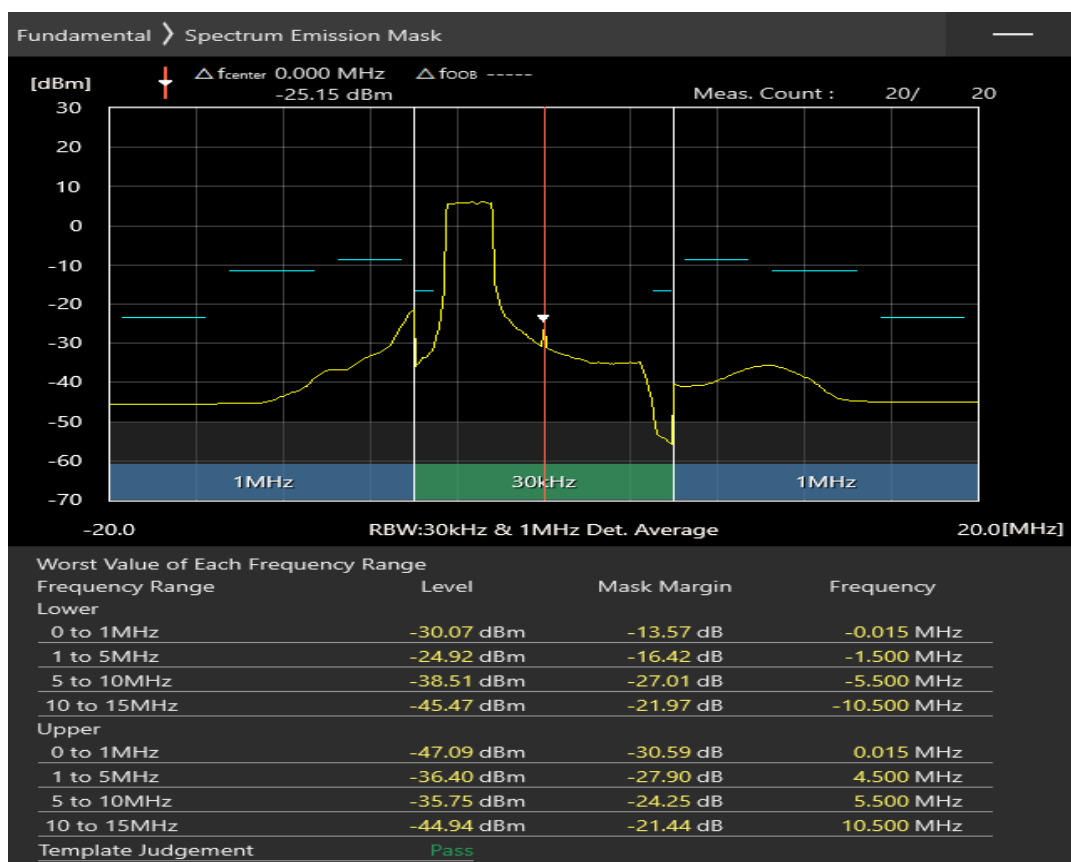 Fundamental ❯ Spectrum Emission Mask
[dBm] △ fcenter 0.000 MHz △ fOOB -----
-25.15 dBm Meas. Count : 20/ 20
30
20
10
0
-10
-20
-30
-40
-50
-60
-70
1MHz 30kHz 1MHz
-20.0 RBW:30kHz & 1MHz Det. Average 20.0[MHz]
Worst Value of Each Frequency Range
Frequency Range Level Mask Margin Frequency
Lower
0 to 1MHz -30.07 dBm -13.57 dB -0.015 MHz
1 to 5MHz -24.92 dBm -16.42 dB -1.500 MHz
5 to 10MHz -38.51 dBm -27.01 dB -5.500 MHz
10 to 15MHz -45.47 dBm -21.97 dB -10.500 MHz
Upper
0 to 1MHz -47.09 dBm -30.59 dB 0.015 MHz
1 to 5MHz -36.40 dBm -27.90 dB 4.500 MHz
5 to 10MHz -35.75 dBm -24.25 dB 5.500 MHz
10 to 15MHz -44.94 dBm -21.44 dB 10.500 MHz
Template Judgement Pass